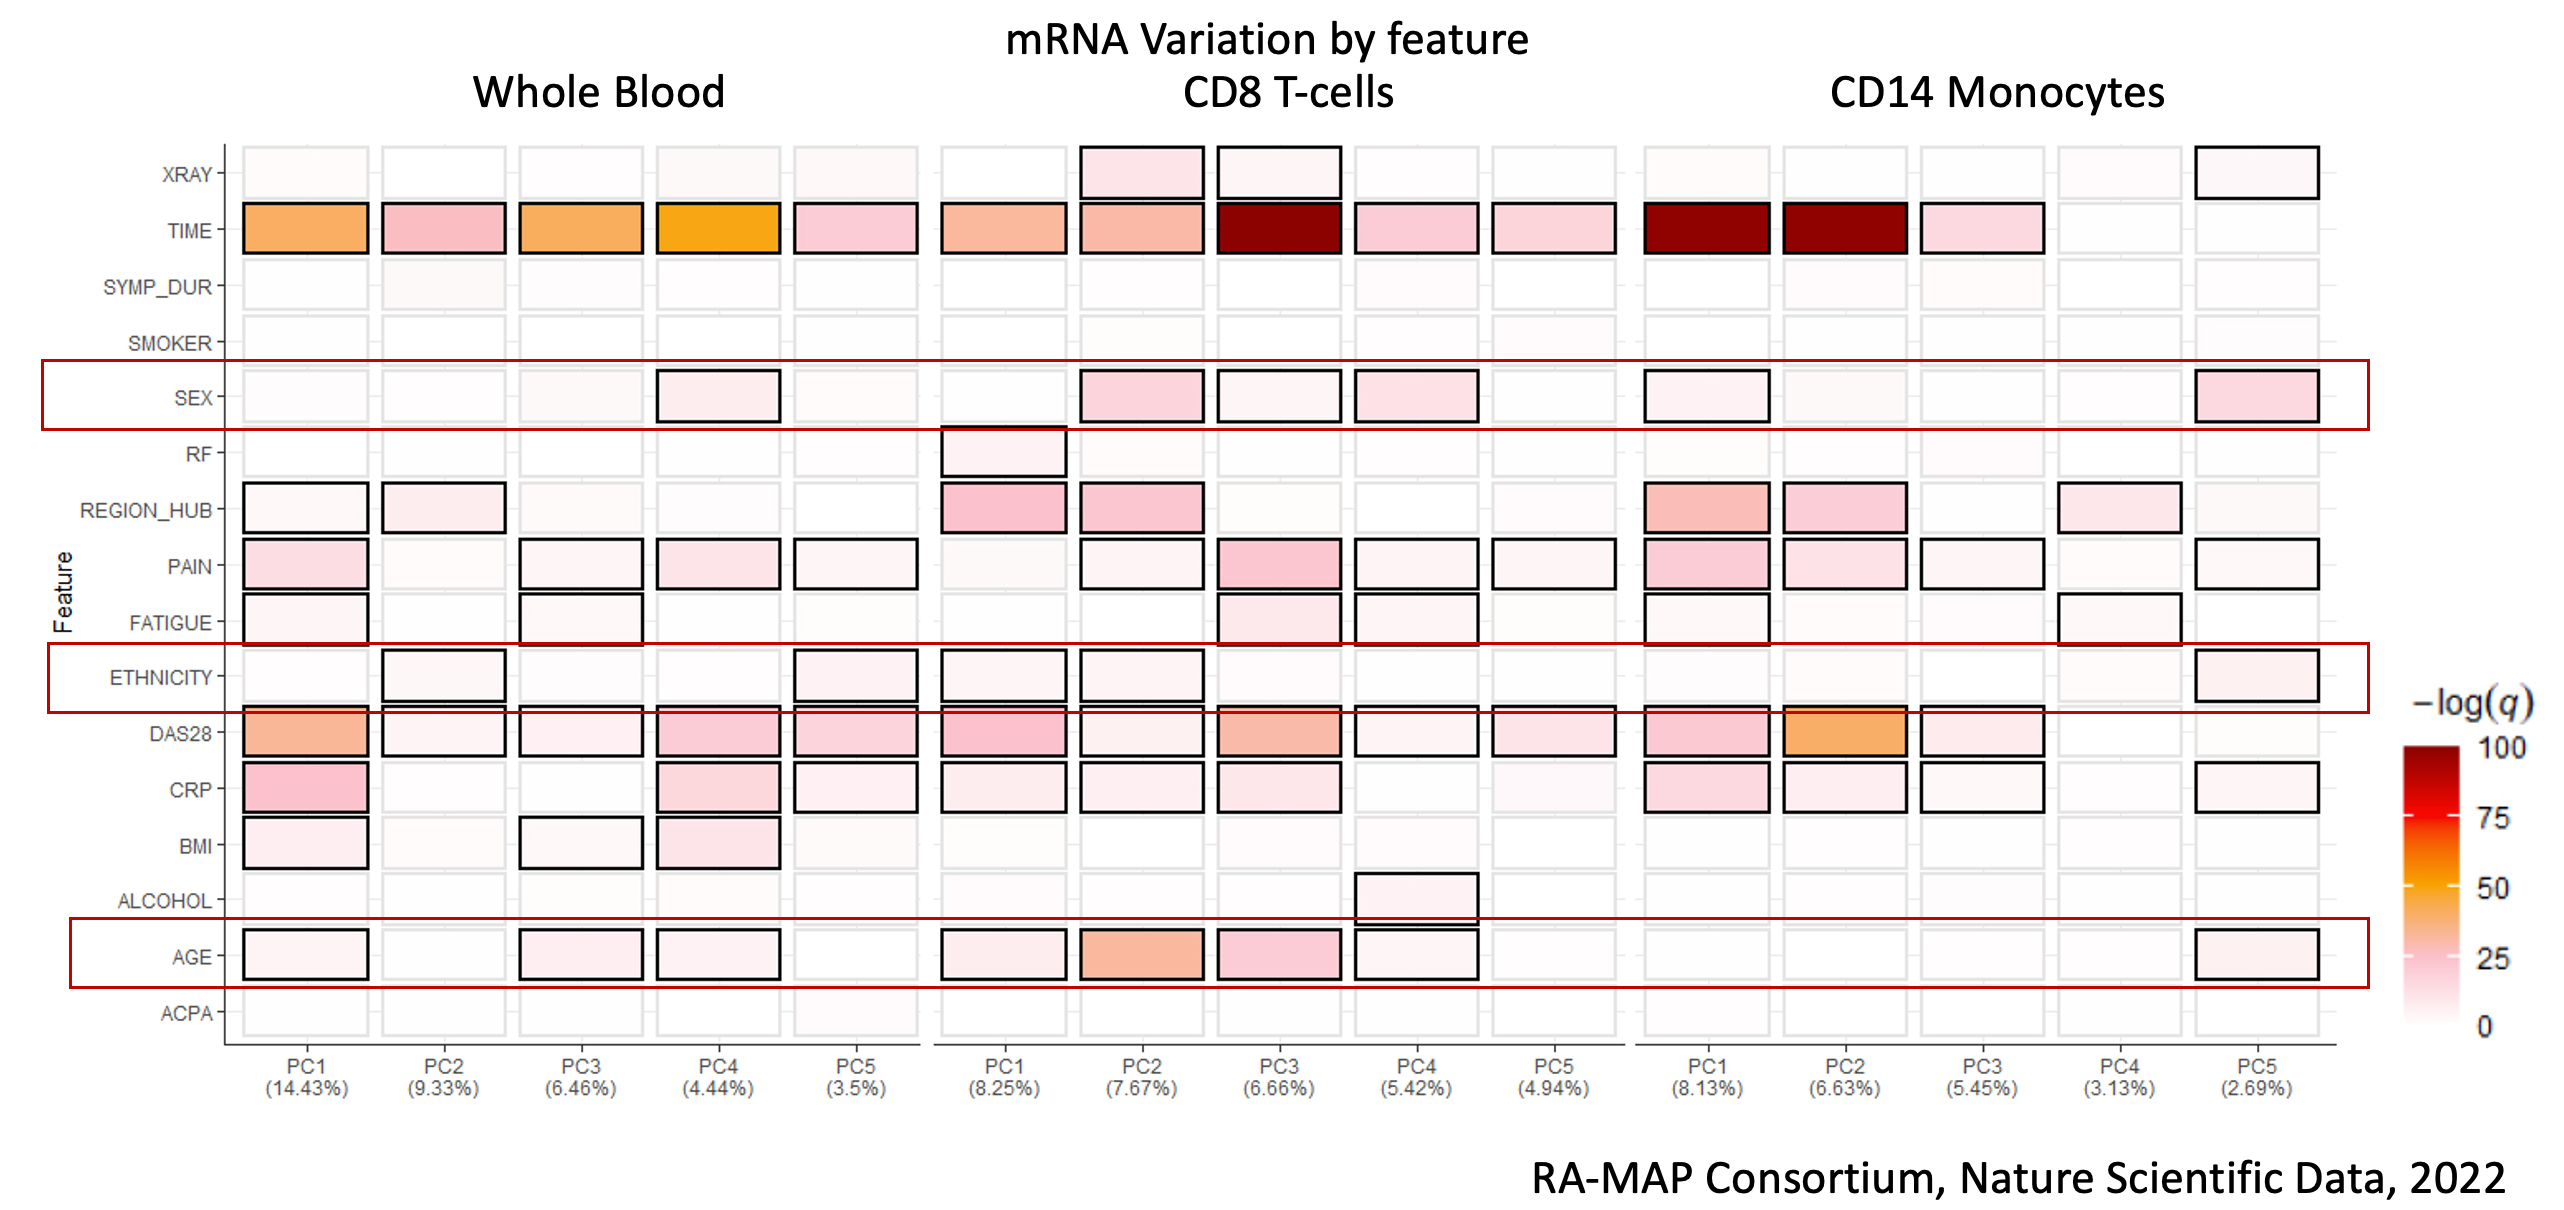 mRNA Variation by feature
Whole Blood
CD8 T-cells
CD14 Monocytes
Feature
XRAY
TIME
SYMP_DUR
SMOKER
SEX
RF
REGION_HUB
PAIN
FATIGUE
ETHNICITY
DAS28
CRP
BMI
ALCOHOL
AGE
ACPA
PC1 PC2 PC3 PC4 PC5 PC1 PC2 PC3 PC4 PC5 PC1 PC2 PC3 PC4 PC5
(14.43%) (9.33%) (6.46%) (4.44%) (3.5%) (8.25%) (7.67%) (6.66%) (5.42%) (4.94%) (8.13%) (6.63%) (5.45%) (3.13%) (2.69%)
−log(q)
100
75
50
25
0
RA-MAP Consortium, Nature Scientific Data, 2022